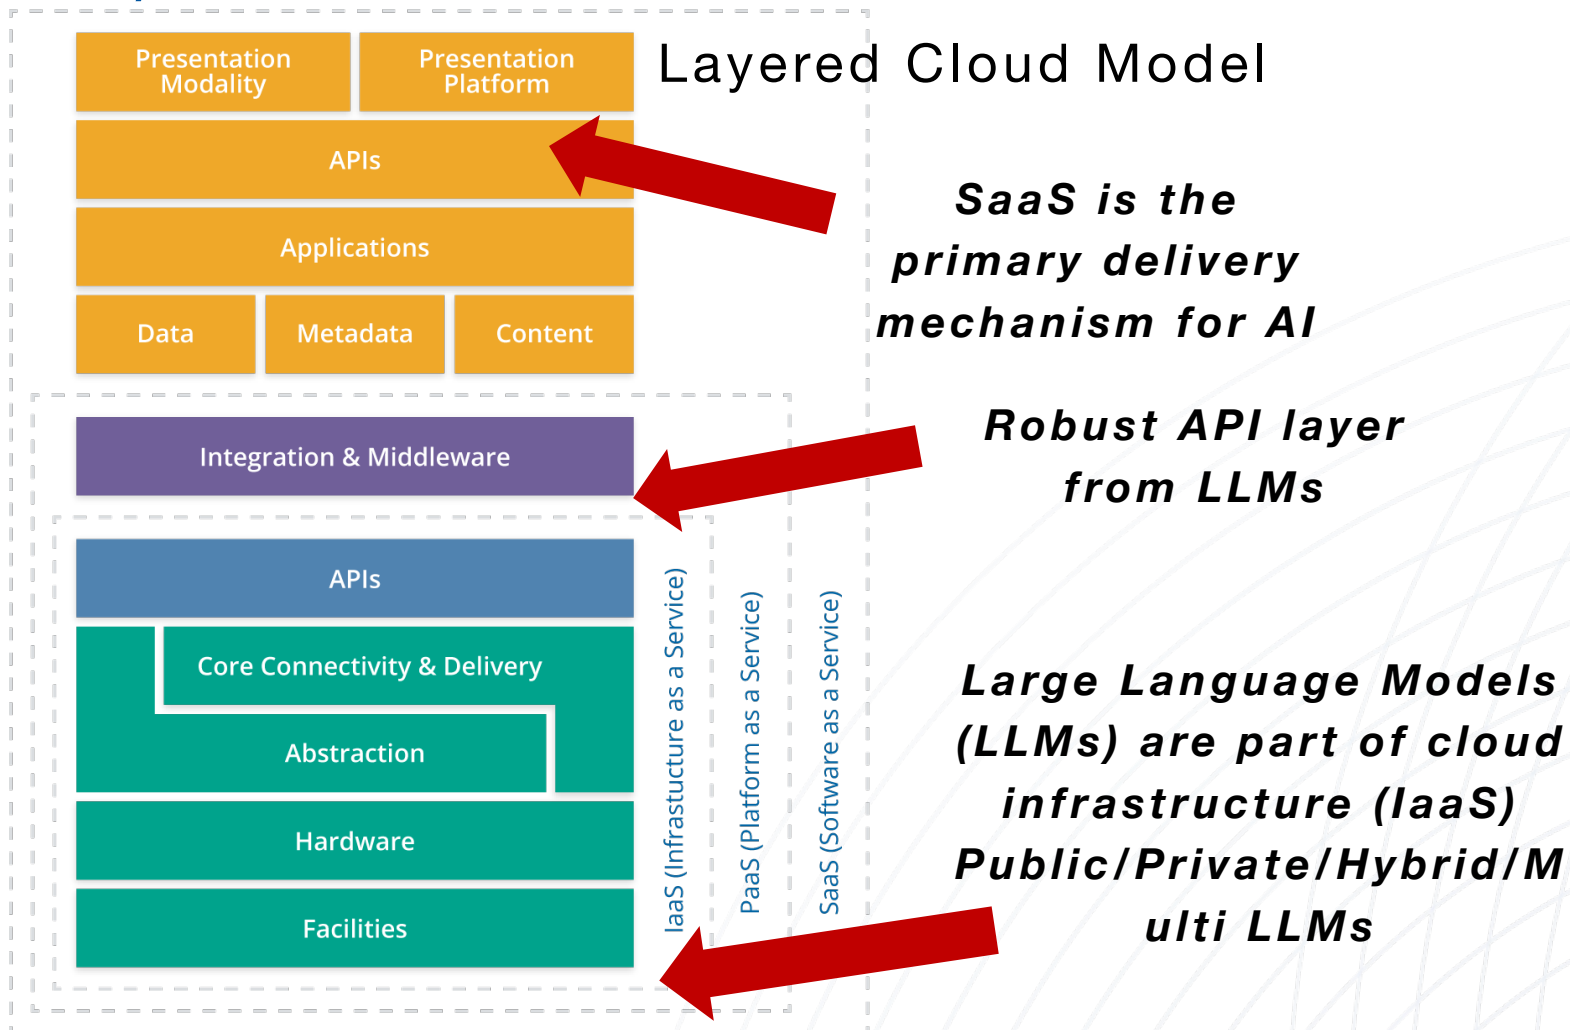 Layered Cloud Model
Presentation
Modality
Presentation
Platform
APIs
Applications
Data
Metadata
Content
Integration & Middleware
APIs
Core Connectivity & Delivery
Abstraction
Hardware
Facilities
IaaS (Infrastucture as a Service)
PaaS (Platform as a Service)
SaaS (Software as a Service)
SaaS is the
primary delivery
mechanism for AI
Robust API layer
from LLMs
Large Language Models
(LLMs) are part of cloud
infrastructure (IaaS)
Public/Private/Hybrid/M
ulti LLMs